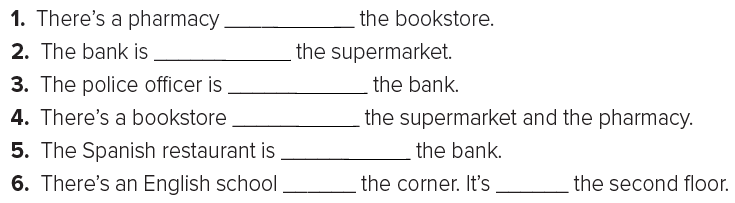 1. There's a pharmacy ____________ the bookstore.
2. The bank is ____________ the supermarket.
3. The police officer is ____________ the bank.
4. There's a bookstore ____________ the supermarket and the pharmacy.
5. The Spanish restaurant is ____________ the bank.
6. There's an English school ______ the corner. It's ______ the second floor.